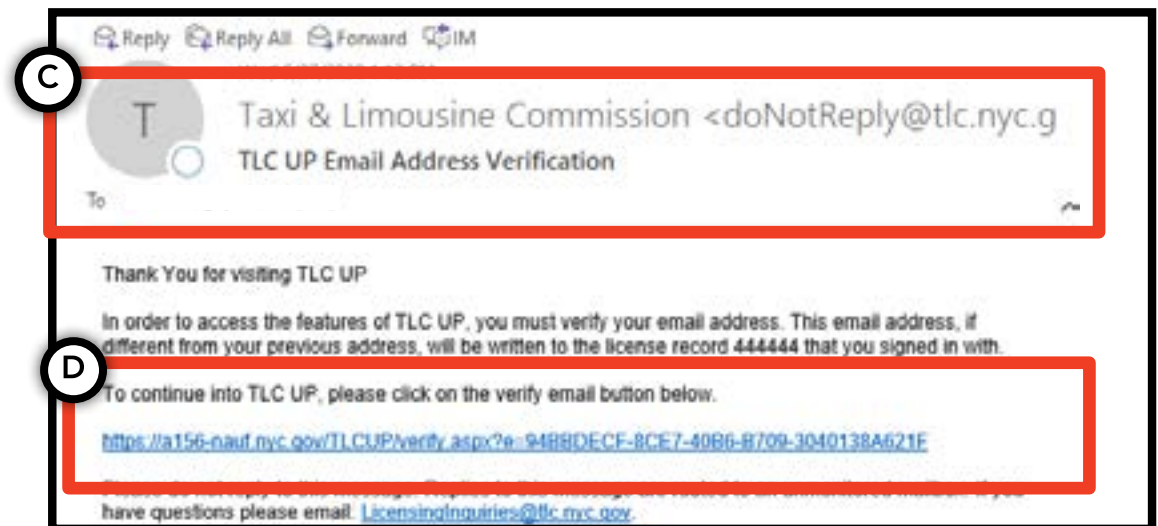 Reply Reply All Forward IM
C
T
Taxi & Limousine Commission <doNotReply@tlc.nyc.g
TLC UP Email Address Verification
To
Thank You for visiting TLC UP
In order to access the features of TLC UP, you must verify your email address. This email address, if
different from your previous address, will be written to the license record 444444 that you signed in with.
D
To continue into TLC UP, please click on the verify email button below.
https://a156-nauf.nyc.gov/TLCUP/verify.aspx?e=94BBDECF-8CE7-40B6-B709-3040138A621F
have questions please email: LicensingInquiries@tlc.nyc.gov.